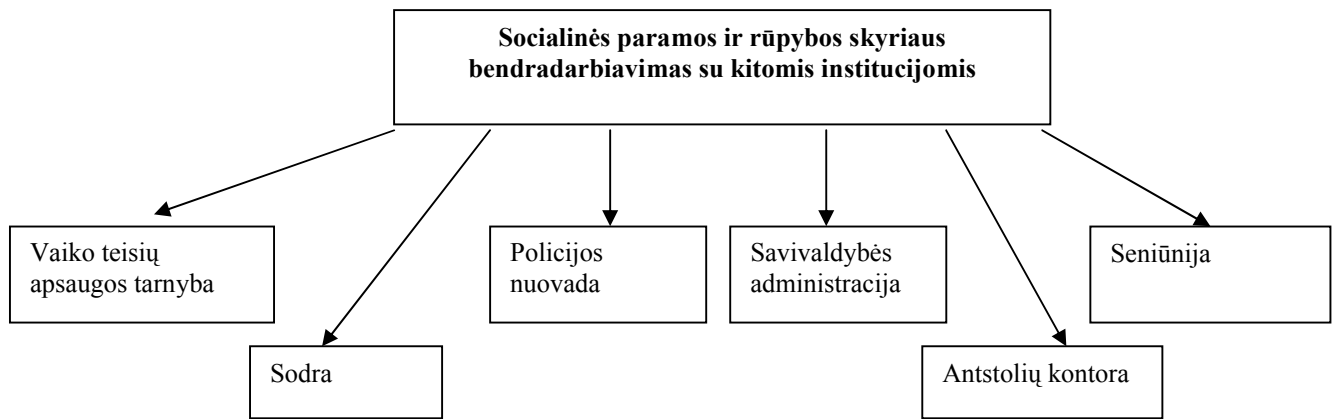 Socialinės paramos ir rūpybos skyriaus
bendradarbiavimas su kitomis institucijomis
Vaiko teisių
apsaugos tarnyba
Policijos
nuovada
Savivaldybės
administracija
Seniūnija
Sodra
Antstolių kontora